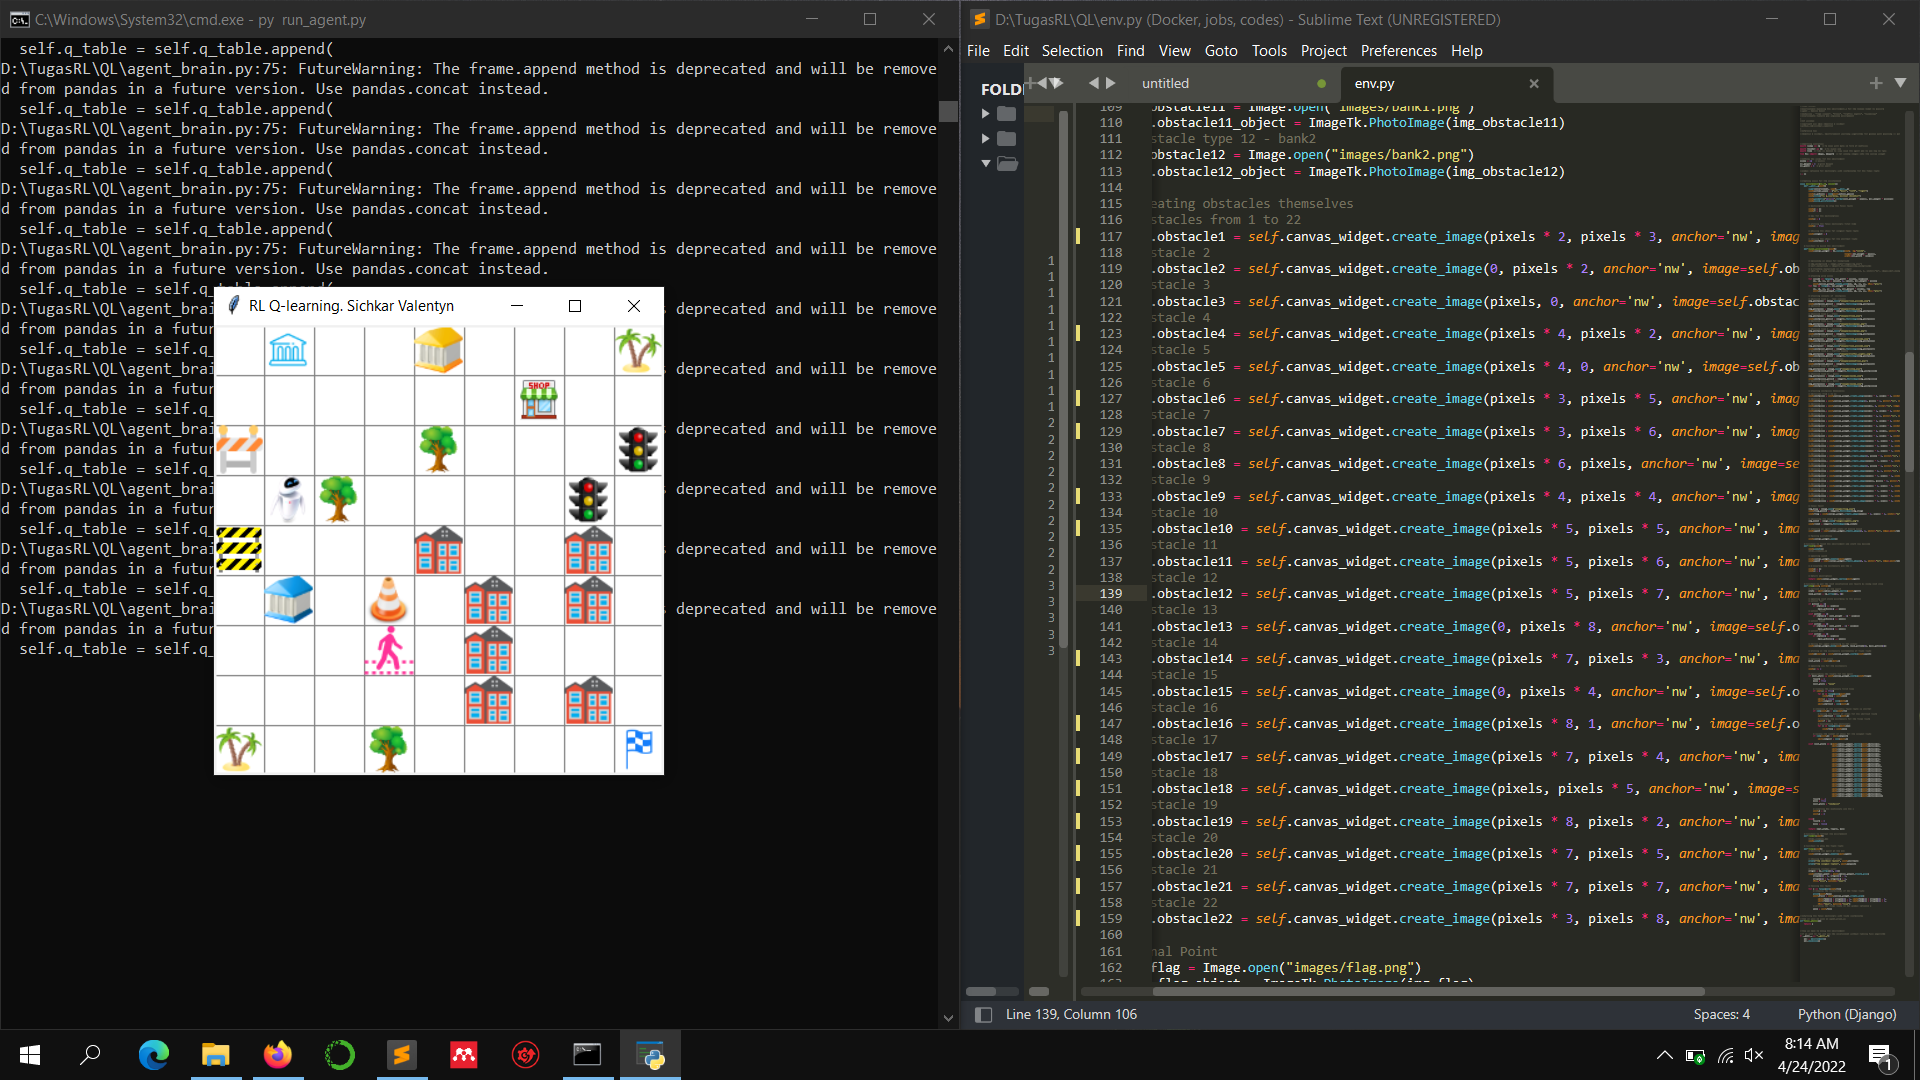 C:\Windows\System32\cmd.exe - py  run_agent.py
self.q_table = self.q_table.append(
D:\TugasRL\QL\agent_brain.py:75: FutureWarning: The frame.append method is deprecated and will be remove
d from pandas in a future version. Use pandas.concat instead.
self.q_table = self.q_table.append(
D:\TugasRL\QL\agent_brain.py:75: FutureWarning: The frame.append method is deprecated and will be remove
d from pandas in a future version. Use pandas.concat instead.
self.q_table = self.q_table.append(
D:\TugasRL\QL\agent_brain.py:75: FutureWarning: The frame.append method is deprecated and will be remove
d from pandas in a future version. Use pandas.concat instead.
self.q_table = self.q_table.append(
D:\TugasRL\QL\agent_brain.py:75: FutureWarning: The frame.append method is deprecated and will be remove
d from pandas in a future version. Use pandas.concat instead.
D:\TugasRL\QL\agent_brai deprecated and will be remove
d from pandas in a futur
self.q_table = self.q_
D:\TugasRL\QL\agent_brai deprecated and will be remove
d from pandas in a futur
self.q_table = self.q_
D:\TugasRL\QL\agent_brai deprecated and will be remove
d from pandas in a futur
self.q_table = self.q_
D:\TugasRL\QL\agent_brai deprecated and will be remove
d from pandas in a futur
self.q_table = self.q_
D:\TugasRL\QL\agent_brai deprecated and will be remove
d from pandas in a futur
self.q_table = self.q_
D:\TugasRL\QL\agent_brai deprecated and will be remove
d from pandas in a futur
self.q_table = self.q_
RL Q-learning. Sichkar Valentyn
SHOP
D:\TugasRL\QL\env.py (Docker, jobs, codes) - Sublime Text (UNREGISTERED)
File Edit Selection Find View Goto Tools Project Preferences Help
FOLD
untitled
env.py
109 obstacle11 = Image.open("images/bank1.png")
110 .obstacle11_object = ImageTk.PhotoImage(img_obstacle11)
111 stacle type 12 - bank2
112 obstacle12 = Image.open("images/bank2.png")
113 .obstacle12_object = ImageTk.PhotoImage(img_obstacle12)
114
115 eating obstacles themselves
116 stacles from 1 to 22
117 .obstacle1 = self.canvas_widget.create_image(pixels * 2, pixels * 3, anchor='nw', imag
118 stacle 2
119 .obstacle2 = self.canvas_widget.create_image(0, pixels * 2, anchor='nw', image=self.ob
120 stacle 3
121 .obstacle3 = self.canvas_widget.create_image(pixels, 0, anchor='nw', image=self.obstac
122 stacle 4
123 .obstacle4 = self.canvas_widget.create_image(pixels * 4, pixels * 2, anchor='nw', imag
124 stacle 5
125 .obstacle5 = self.canvas_widget.create_image(pixels * 4, 0, anchor='nw', image=self.ob
126 stacle 6
127 .obstacle6 = self.canvas_widget.create_image(pixels * 3, pixels * 5, anchor='nw', imag
128 stacle 7
129 .obstacle7 = self.canvas_widget.create_image(pixels * 3, pixels * 6, anchor='nw', imag
130 stacle 8
131 .obstacle8 = self.canvas_widget.create_image(pixels * 6, pixels, anchor='nw', image=se
132 stacle 9
133 .obstacle9 = self.canvas_widget.create_image(pixels * 4, pixels * 4, anchor='nw', imag
134 stacle 10
135 .obstacle10 = self.canvas_widget.create_image(pixels * 5, pixels * 5, anchor='nw', ima
136 stacle 11
137 .obstacle11 = self.canvas_widget.create_image(pixels * 5, pixels * 6, anchor='nw', ima
138 stacle 12
139 .obstacle12 = self.canvas_widget.create_image(pixels * 5, pixels * 7, anchor='nw', ima
140 stacle 13
141 .obstacle13 = self.canvas_widget.create_image(0, pixels * 8, anchor='nw', image=self.o
142 stacle 14
143 .obstacle14 = self.canvas_widget.create_image(pixels * 7, pixels * 3, anchor='nw', ima
144 stacle 15
145 .obstacle15 = self.canvas_widget.create_image(0, pixels * 4, anchor='nw', image=self.o
146 stacle 16
147 .obstacle16 = self.canvas_widget.create_image(pixels * 8, 1, anchor='nw', image=self.o
148 stacle 17
149 .obstacle17 = self.canvas_widget.create_image(pixels * 7, pixels * 4, anchor='nw', ima
150 stacle 18
151 .obstacle18 = self.canvas_widget.create_image(pixels, pixels * 5, anchor='nw', image=s
152 stacle 19
153 .obstacle19 = self.canvas_widget.create_image(pixels * 8, pixels * 2, anchor='nw', ima
154 stacle 20
155 .obstacle20 = self.canvas_widget.create_image(pixels * 7, pixels * 5, anchor='nw', ima
156 stacle 21
157 .obstacle21 = self.canvas_widget.create_image(pixels * 7, pixels * 7, anchor='nw', ima
158 stacle 22
159 .obstacle22 = self.canvas_widget.create_image(pixels * 3, pixels * 8, anchor='nw', ima
160
161 nal Point
162 flag = Image.open("images/flag.png")
Line 139, Column 106
Spaces: 4
Python (Django)
8:14 AM
4/24/2022
1